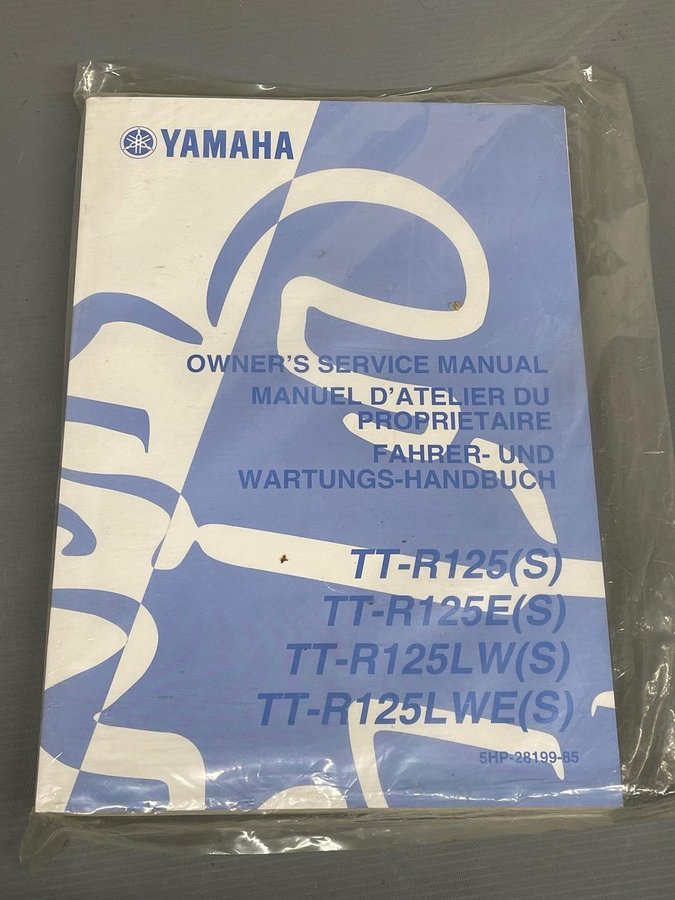 YAMAHA
OWNER'S SERVICE MANUAL
MANUEL D'ATELIER DU
PROPRIETAIRE
FAHRER- UND
WARTUNGS-HANDBUCH
TT-R125(S)
TT-R125E(S)
TT-R125LW(S)
TT-R125LWE(S)
5HP-28199-85